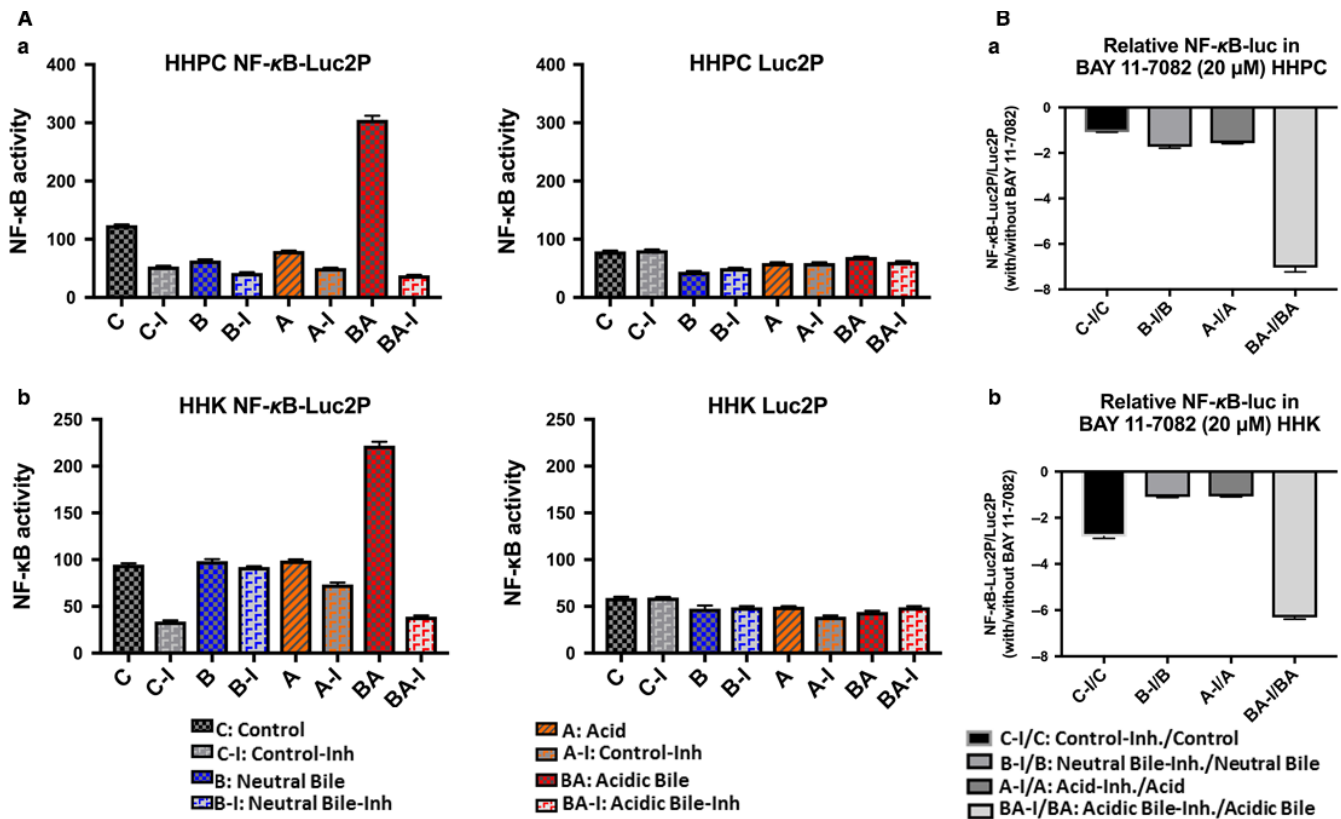 A
a
HHPC NF-κB-Luc2P
NF-κB activity
400
300
200
100
0
C
C-I
B
B-I
A
A-I
BA
BA-I
HHPC Luc2P
NF-κB activity
400
300
200
100
0
C
C-I
B
B-I
A
A-I
BA
BA-I
b
HHK NF-κB-Luc2P
NF-κB activity
250
200
150
100
50
0
C
C-I
B
B-I
A
A-I
BA
BA-I
HHK Luc2P
NF-κB activity
250
200
150
100
50
0
C
C-I
B
B-I
A
A-I
BA
BA-I
C: Control
C-I: Control-Inh
B: Neutral Bile
B-I: Neutral Bile-Inh
A: Acid
A-I: Control-Inh
BA: Acidic Bile
BA-I: Acidic Bile-Inh
B
a
Relative NF-κB-luc in
BAY 11-7082 (20 μM) HHPC
NF-κB-Luc2P/Luc2P
(with/without BAY 11-7082)
0
–2
–4
–6
–8
C-I/C
B-I/B
A-I/A
BA-I/BA
b
Relative NF-κB-luc in
BAY 11-7082 (20 μM) HHK
NF-κB-Luc2P/Luc2P
(with/without BAY 11-7082)
0
–2
–4
–6
–8
C-I/C
B-I/B
A-I/A
BA-I/BA
C-I/C: Control-Inh./Control
B-I/B: Neutral Bile-Inh./Neutral Bile
A-I/A: Acid-Inh./Acid
BA-I/BA: Acidic Bile-Inh./Acidic Bile